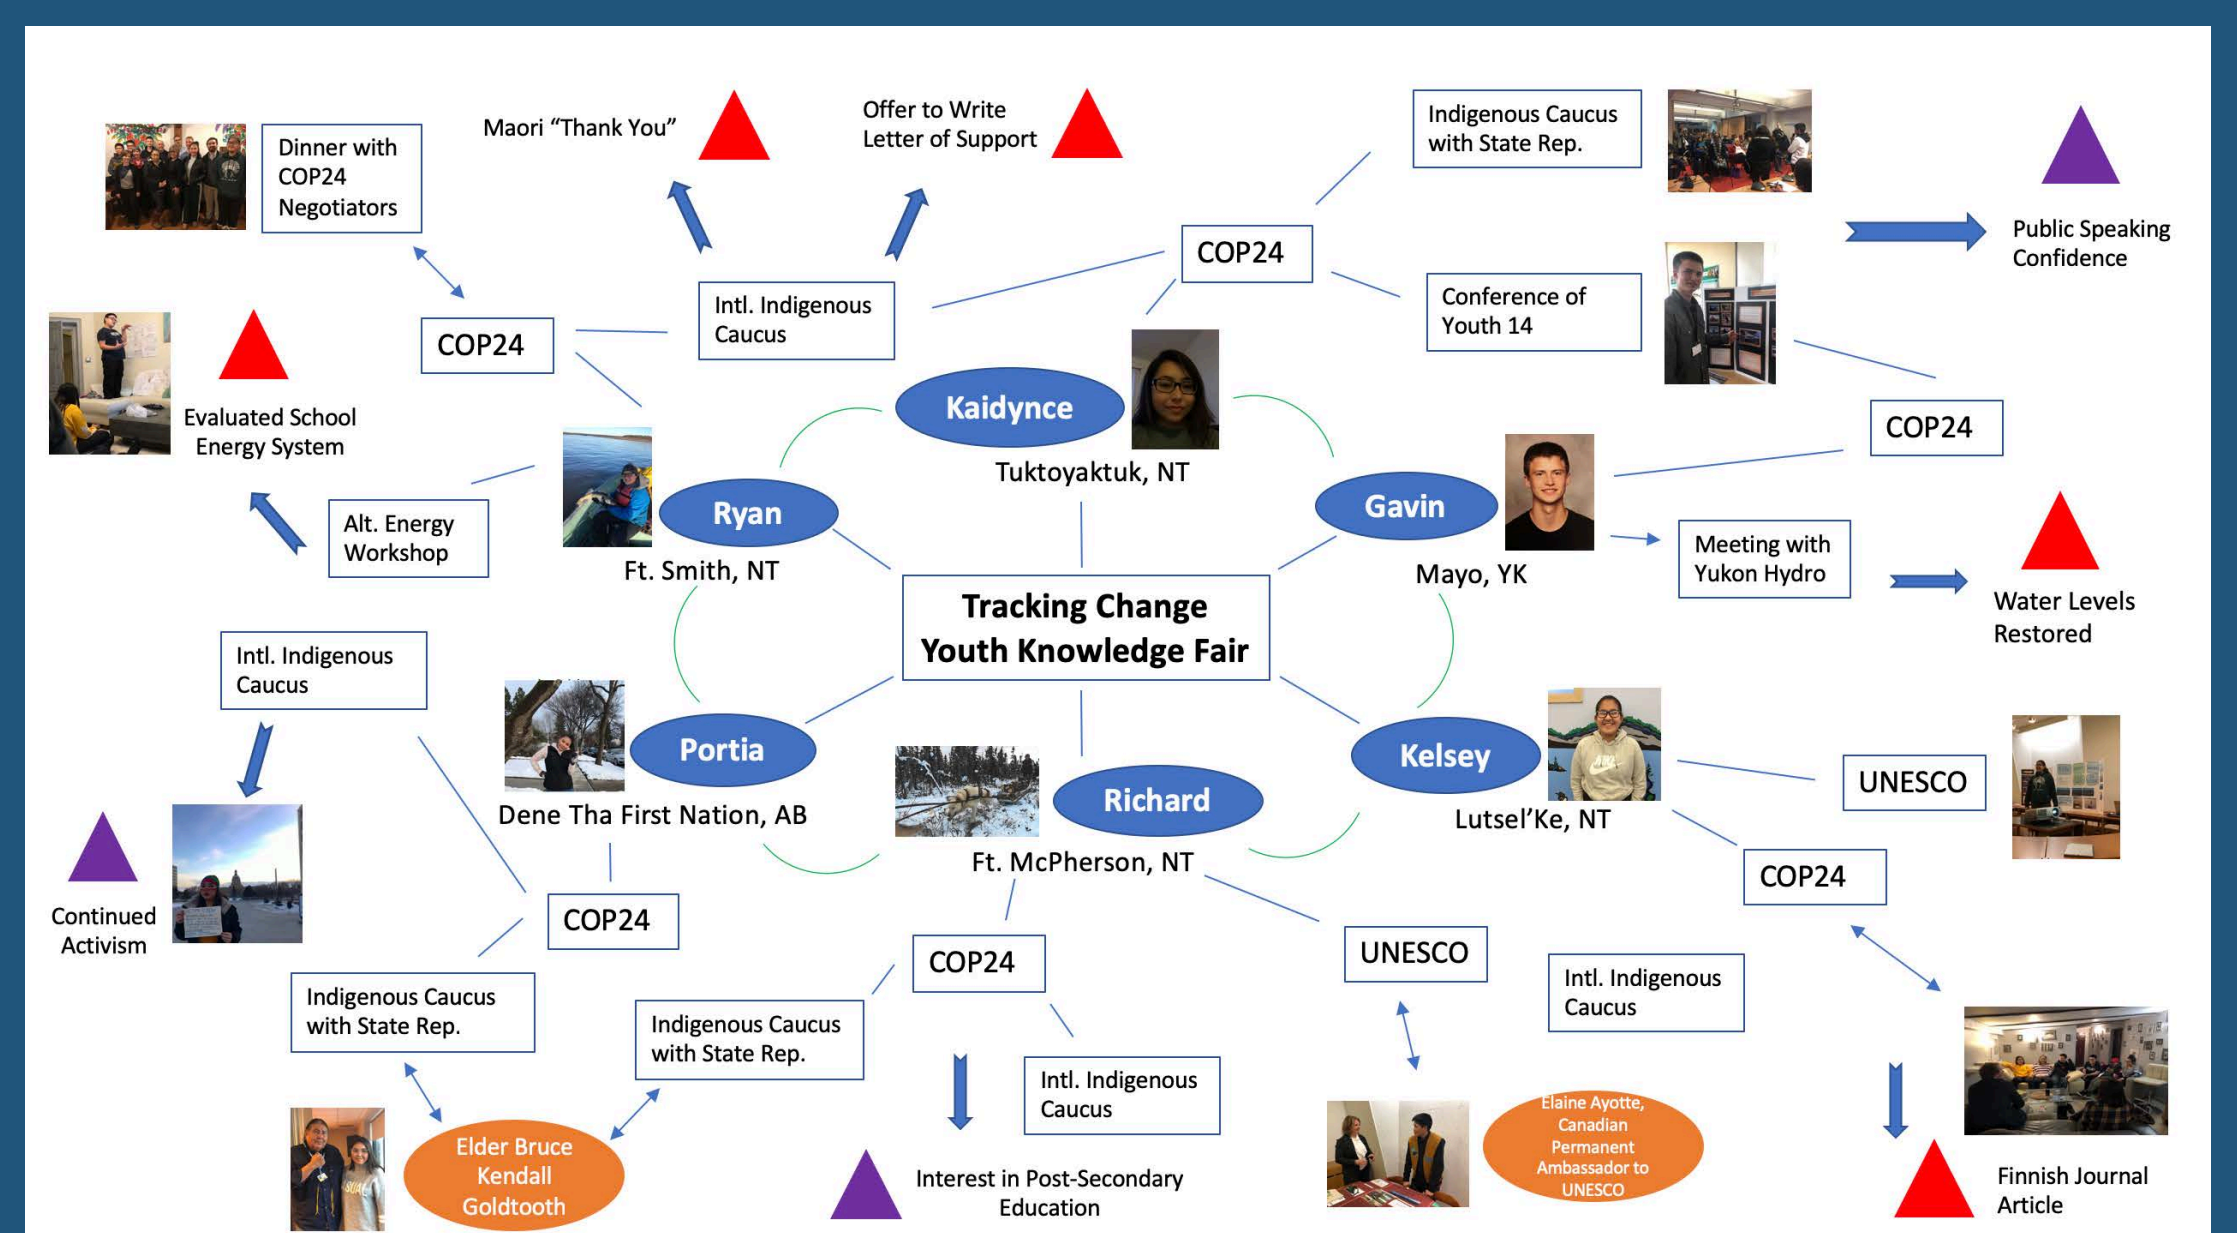 Maori “Thank You”
Offer to Write
Letter of Support
Indigenous Caucus
with State Rep.
Dinner with
COP24
Negotiators
Public Speaking
Confidence
COP24
Intl. Indigenous
Caucus
Conference of
Youth 14
COP24
Evaluated School
Energy System
Kaidynce
Tuktoyaktuk, NT
COP24
Alt. Energy
Workshop
Ryan
Ft. Smith, NT
Gavin
Mayo, YK
Meeting with
Yukon Hydro
Water Levels
Restored
Tracking Change
Youth Knowledge Fair
Intl. Indigenous
Caucus
Portia
Dene Tha First Nation, AB
Richard
Ft. McPherson, NT
Kelsey
Lutsel’Ke, NT
UNESCO
COP24
Continued
Activism
COP24
COP24
UNESCO
Intl. Indigenous
Caucus
Indigenous Caucus
with State Rep.
Indigenous Caucus
with State Rep.
Intl. Indigenous
Caucus
Elder Bruce
Kendall
Goldtooth
Interest in Post-Secondary
Education
Elaine Ayotte,
Canadian
Permanent
Ambassador to
UNESCO
Finnish Journal
Article